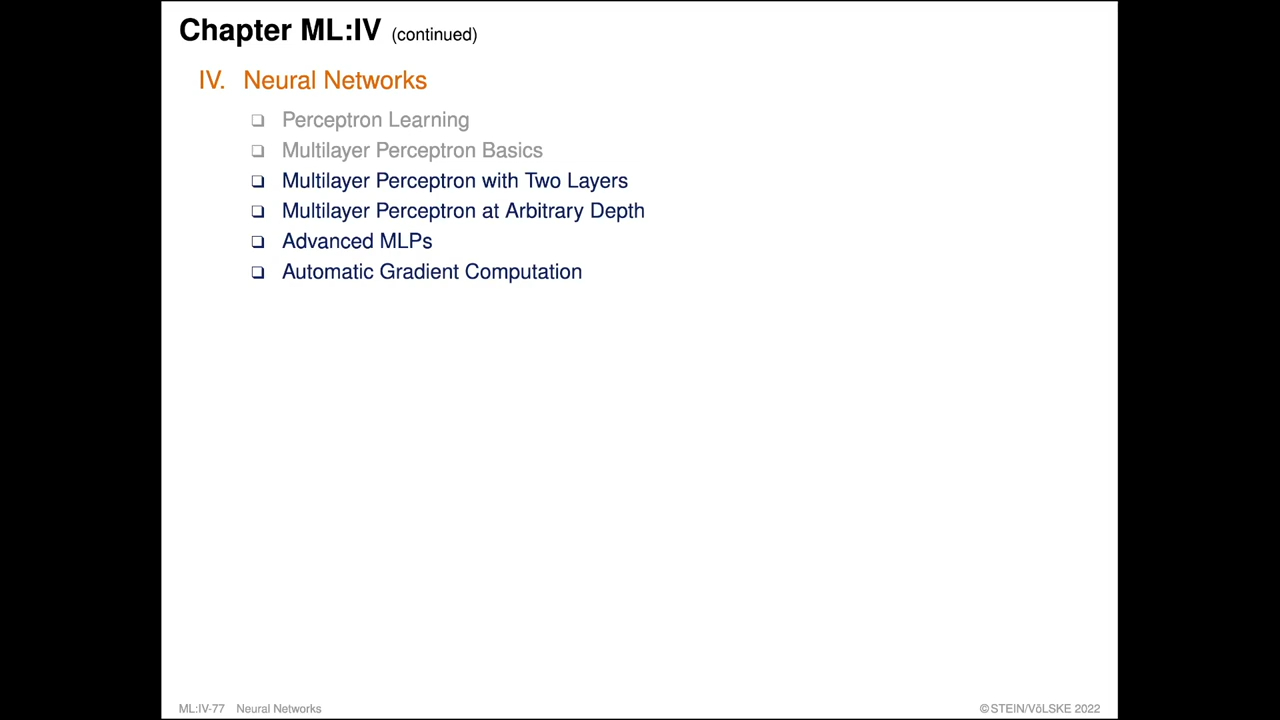 Chapter ML:IV (continued)
IV. Neural Networks
❑ Perceptron Learning
❑ Multilayer Perceptron Basics
❑ Multilayer Perceptron with Two Layers
❑ Multilayer Perceptron at Arbitrary Depth
❑ Advanced MLPs
❑ Automatic Gradient Computation
ML:IV-77 Neural Networks
©STEIN/VÕLSKE 2022